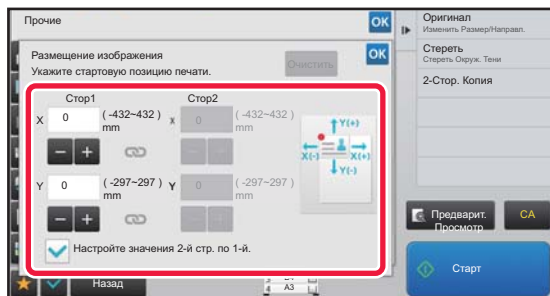 Прочие
OK
Размещение изображения
Укажите стартовую позицию печати.
Очистить
OK
Стор1
Стор2
X 0 ( -432~432 ) mm
x 0 ( -432~432 ) mm
Y(+)
X(-)
X(+)
Y(-)
Y 0 ( -297~297 ) mm
Y 0 ( -297~297 ) mm
Настройте значения 2-й стр. по 1-й.
Назад
4 A3
Оригинал
Изменить Размер/Направл.
Стереть
Стереть Окруж. Тени
2-Стор. Копия
Предварит.
Просмотр
CA
Старт